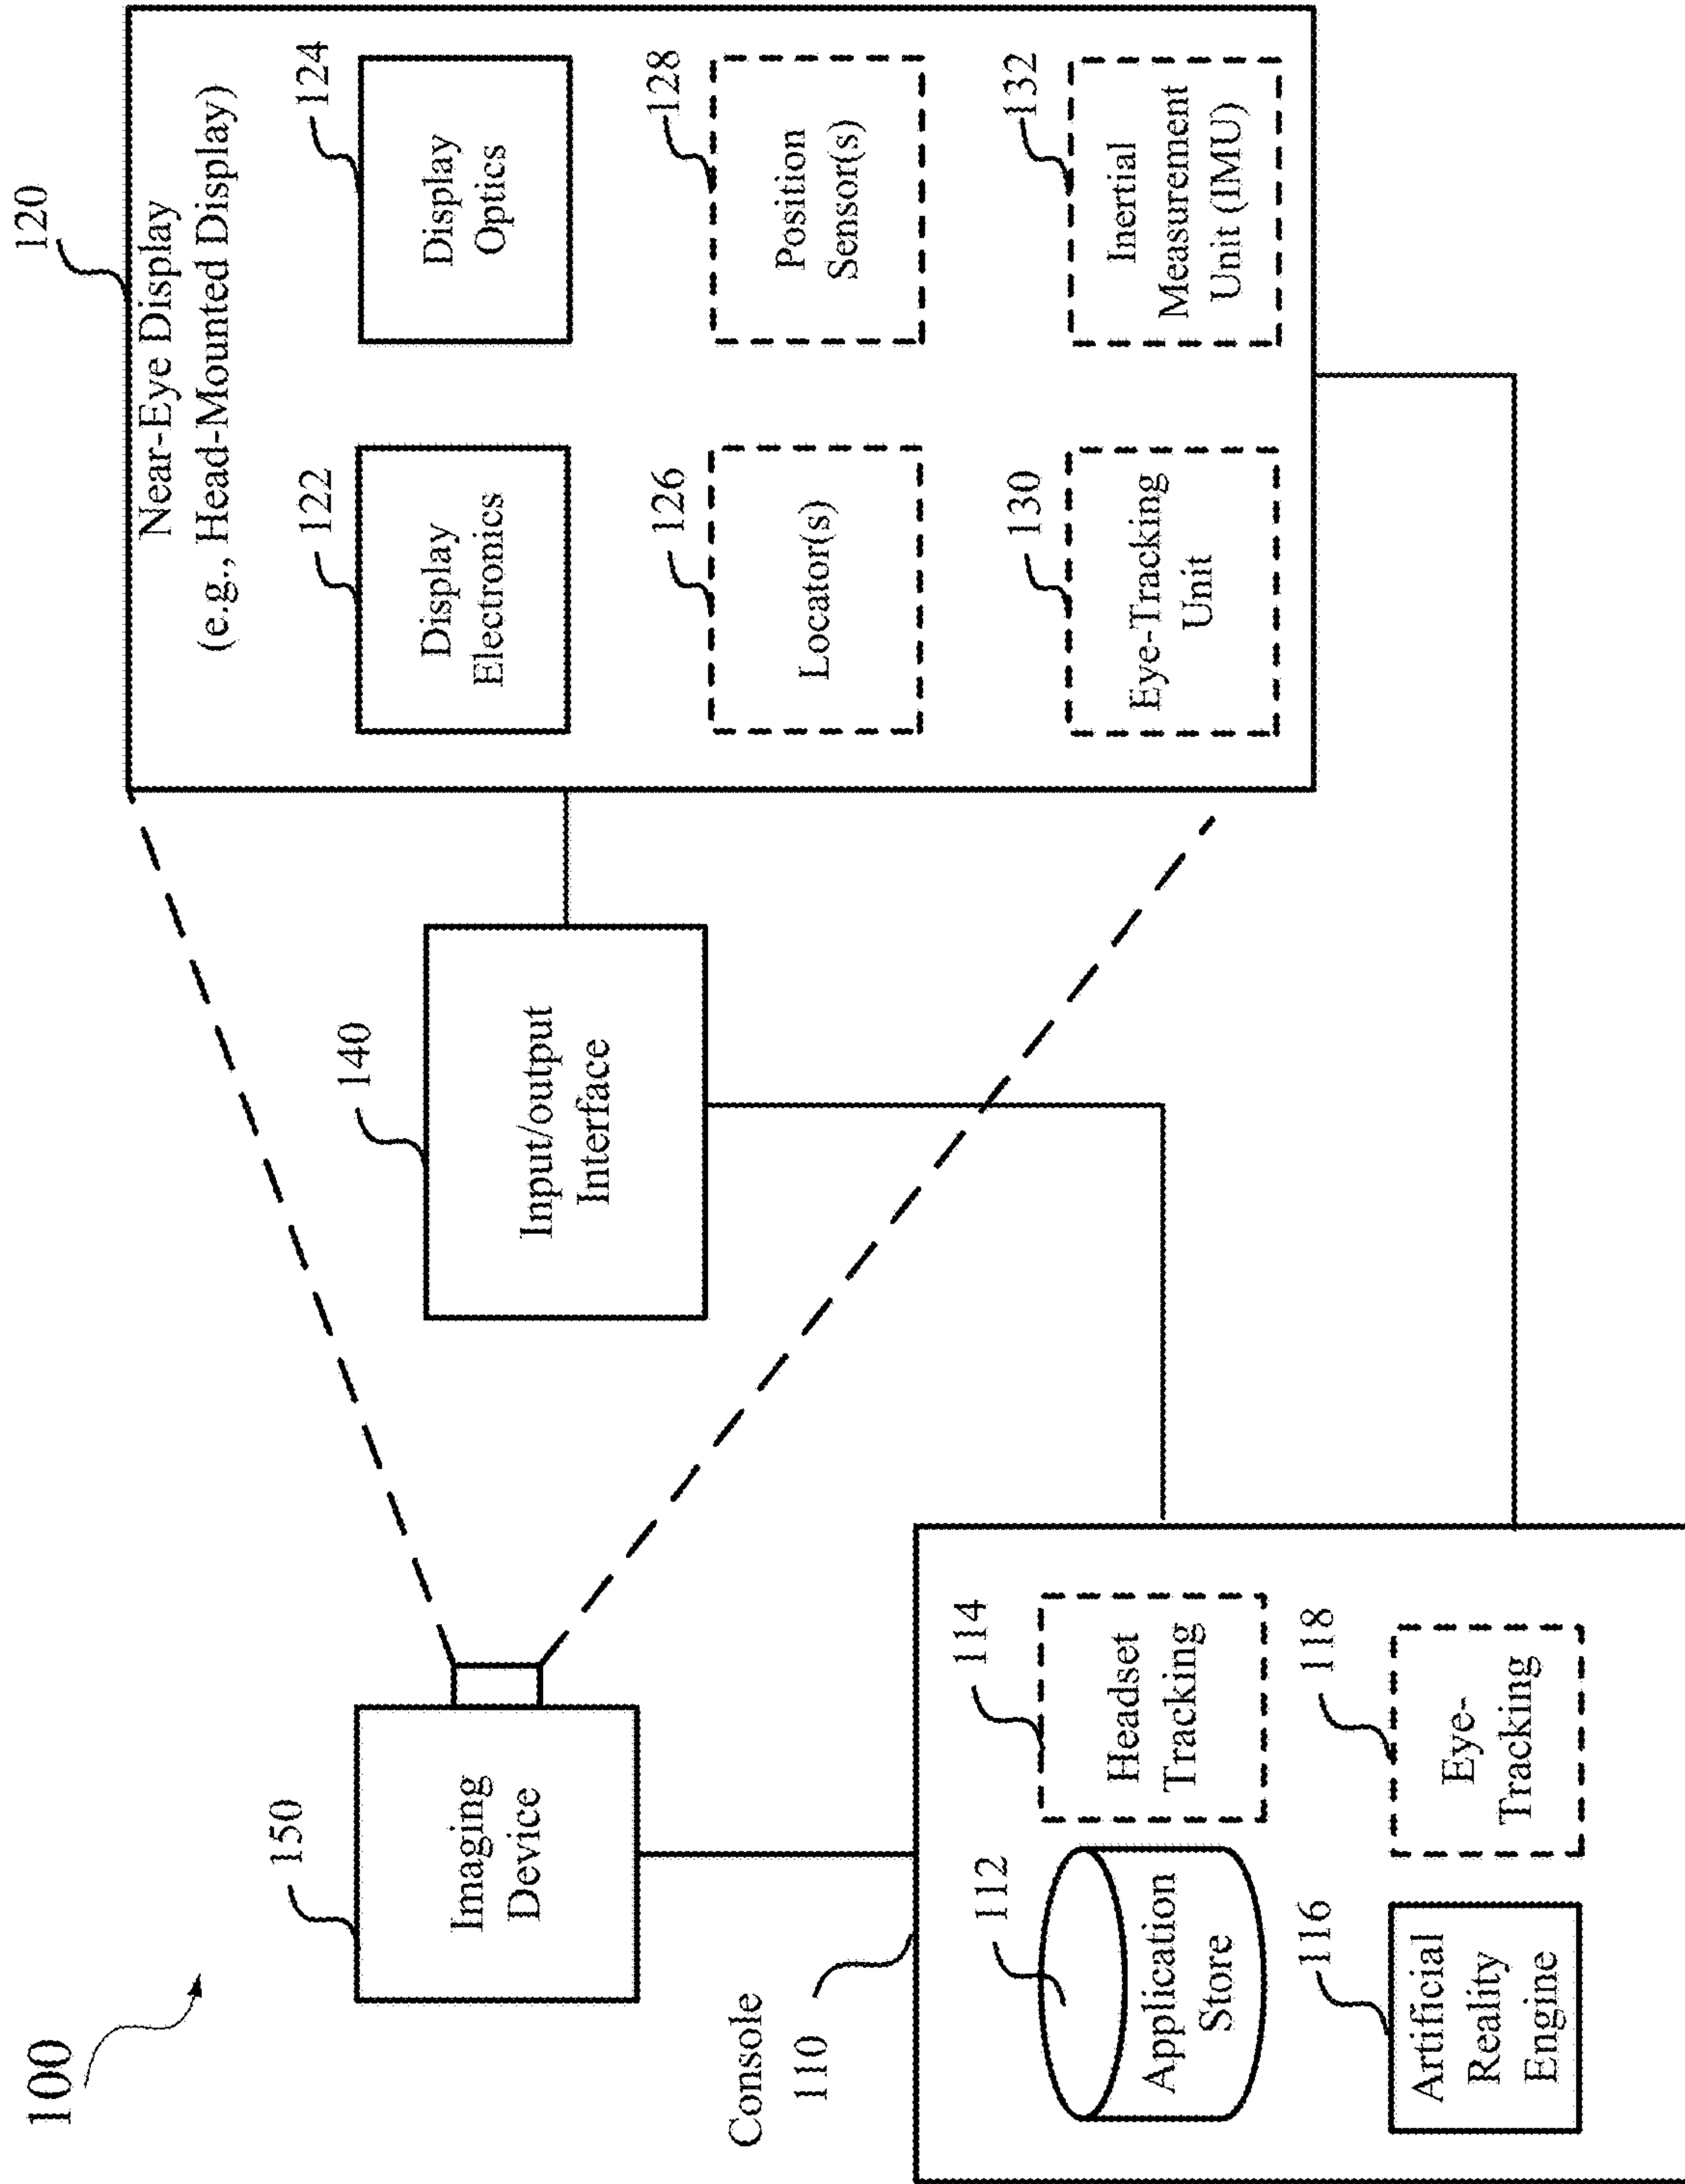 100
150
Imaging
Device
140
Input/output
Interface
120
Near-Eye Display
(e.g., Head-Mounted Display)
122
Display
Electronics
124
Display
Optics
126
Locator(s)
128
Position
Sensor(s)
130
Eye-Tracking
Unit
132
Inertial
Measurement
Unit (IMU)
Console
110
112
Application
Store
114
Headset
Tracking
116
Artificial
Reality
Engine
118
Eye-
Tracking